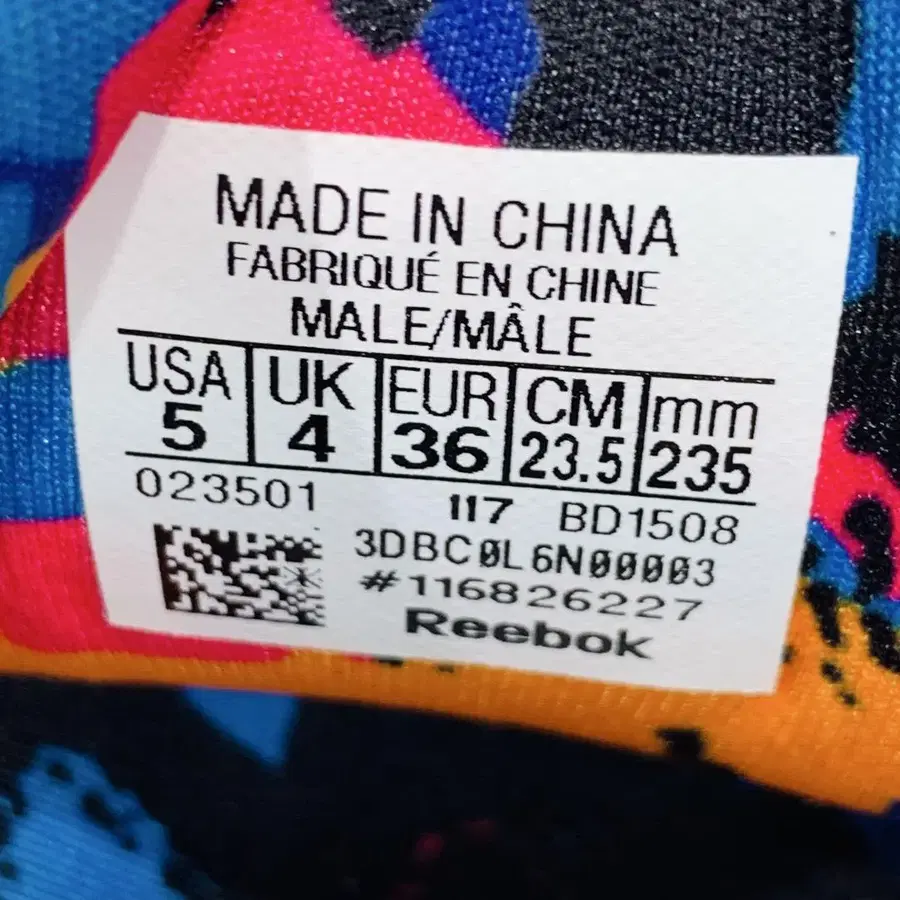 MADE IN CHINA
FABRIQUÉ EN CHINE
MALE/MÂLE
USA UK EUR CM mm
5 4 36 23.5 235
023501 117 BD1508
3DBC0L6N00003
#116826227
Reebok